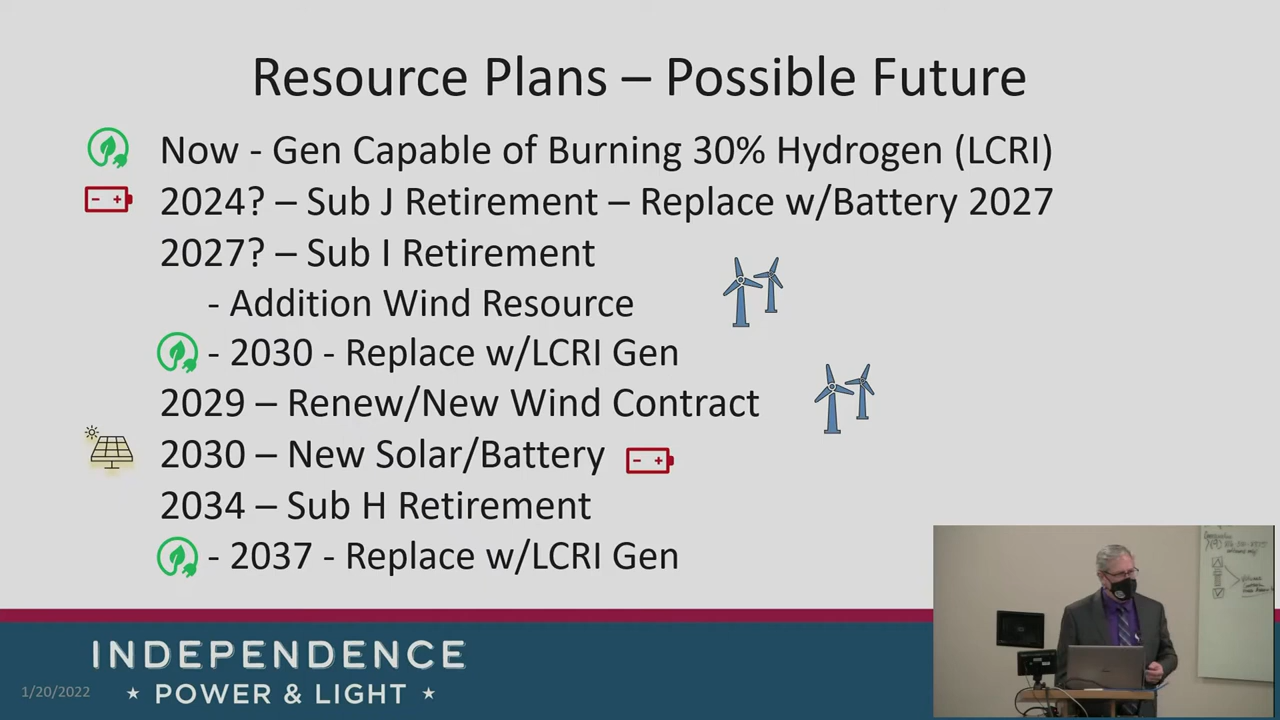 Resource Plans – Possible Future
Now - Gen Capable of Burning 30% Hydrogen (LCRI)
2024? – Sub J Retirement – Replace w/Battery 2027
2027? – Sub I Retirement
- Addition Wind Resource
- 2030 - Replace w/LCRI Gen
2029 – Renew/New Wind Contract
2030 – New Solar/Battery
2034 – Sub H Retirement
- 2037 - Replace w/LCRI Gen
INDEPENDENCE
1/20/2022
POWER & LIGHT